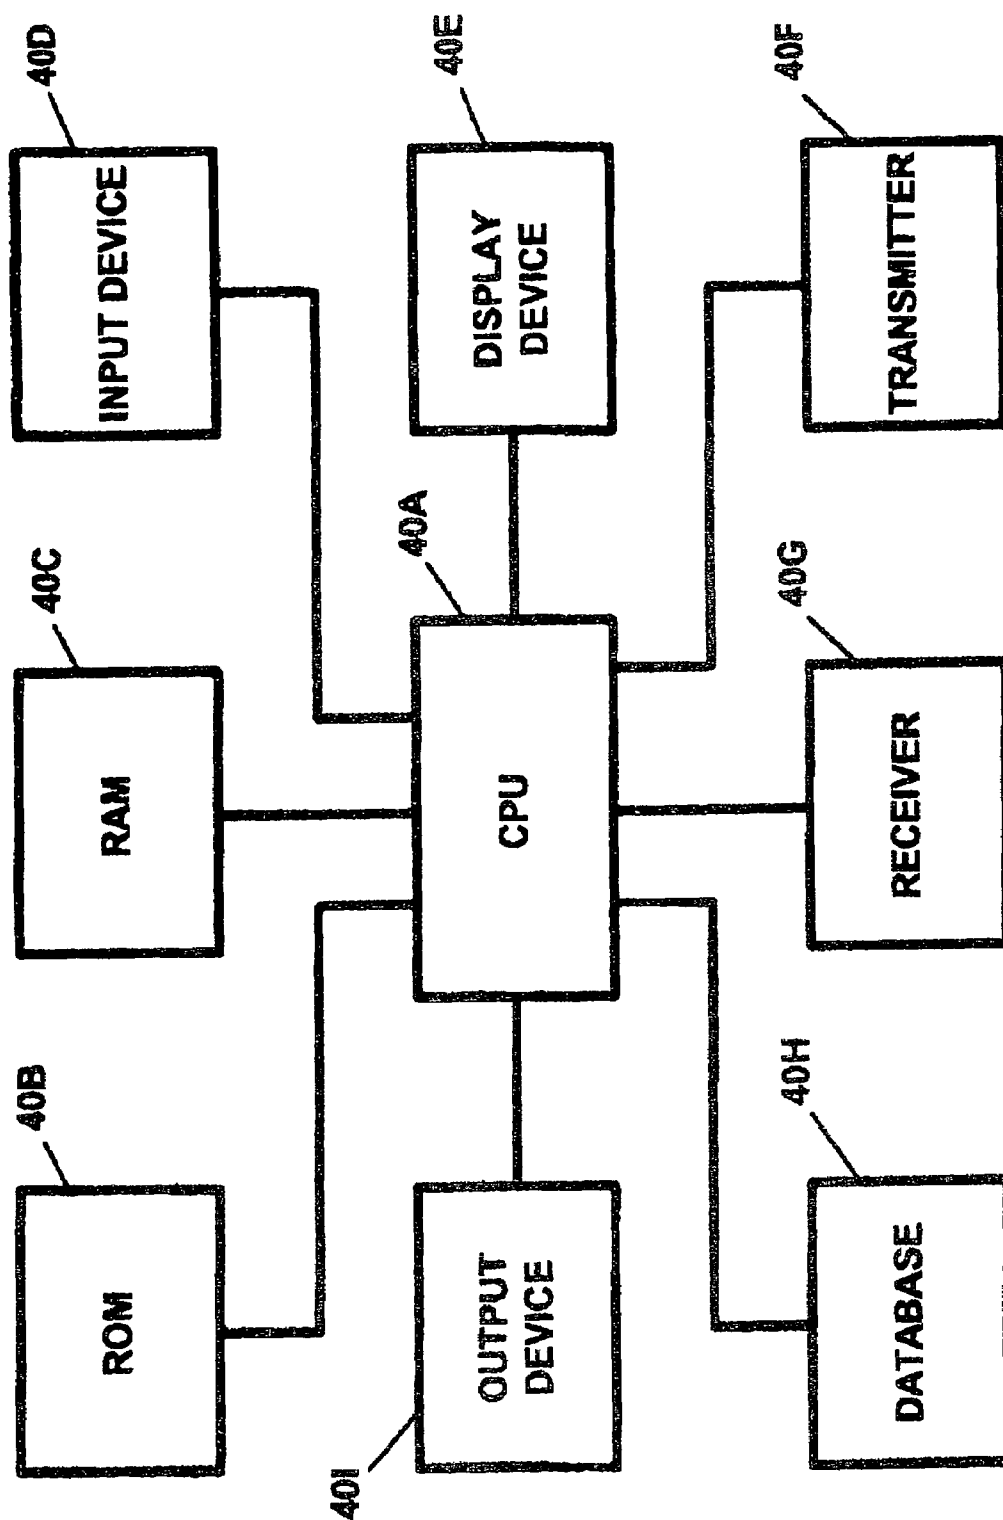 40B
40C
40D
ROM
RAM
INPUT DEVICE
40I
40A
40E
OUTPUT
DEVICE
CPU
DISPLAY
DEVICE
40H
40G
40F
DATABASE
RECEIVER
TRANSMITTER